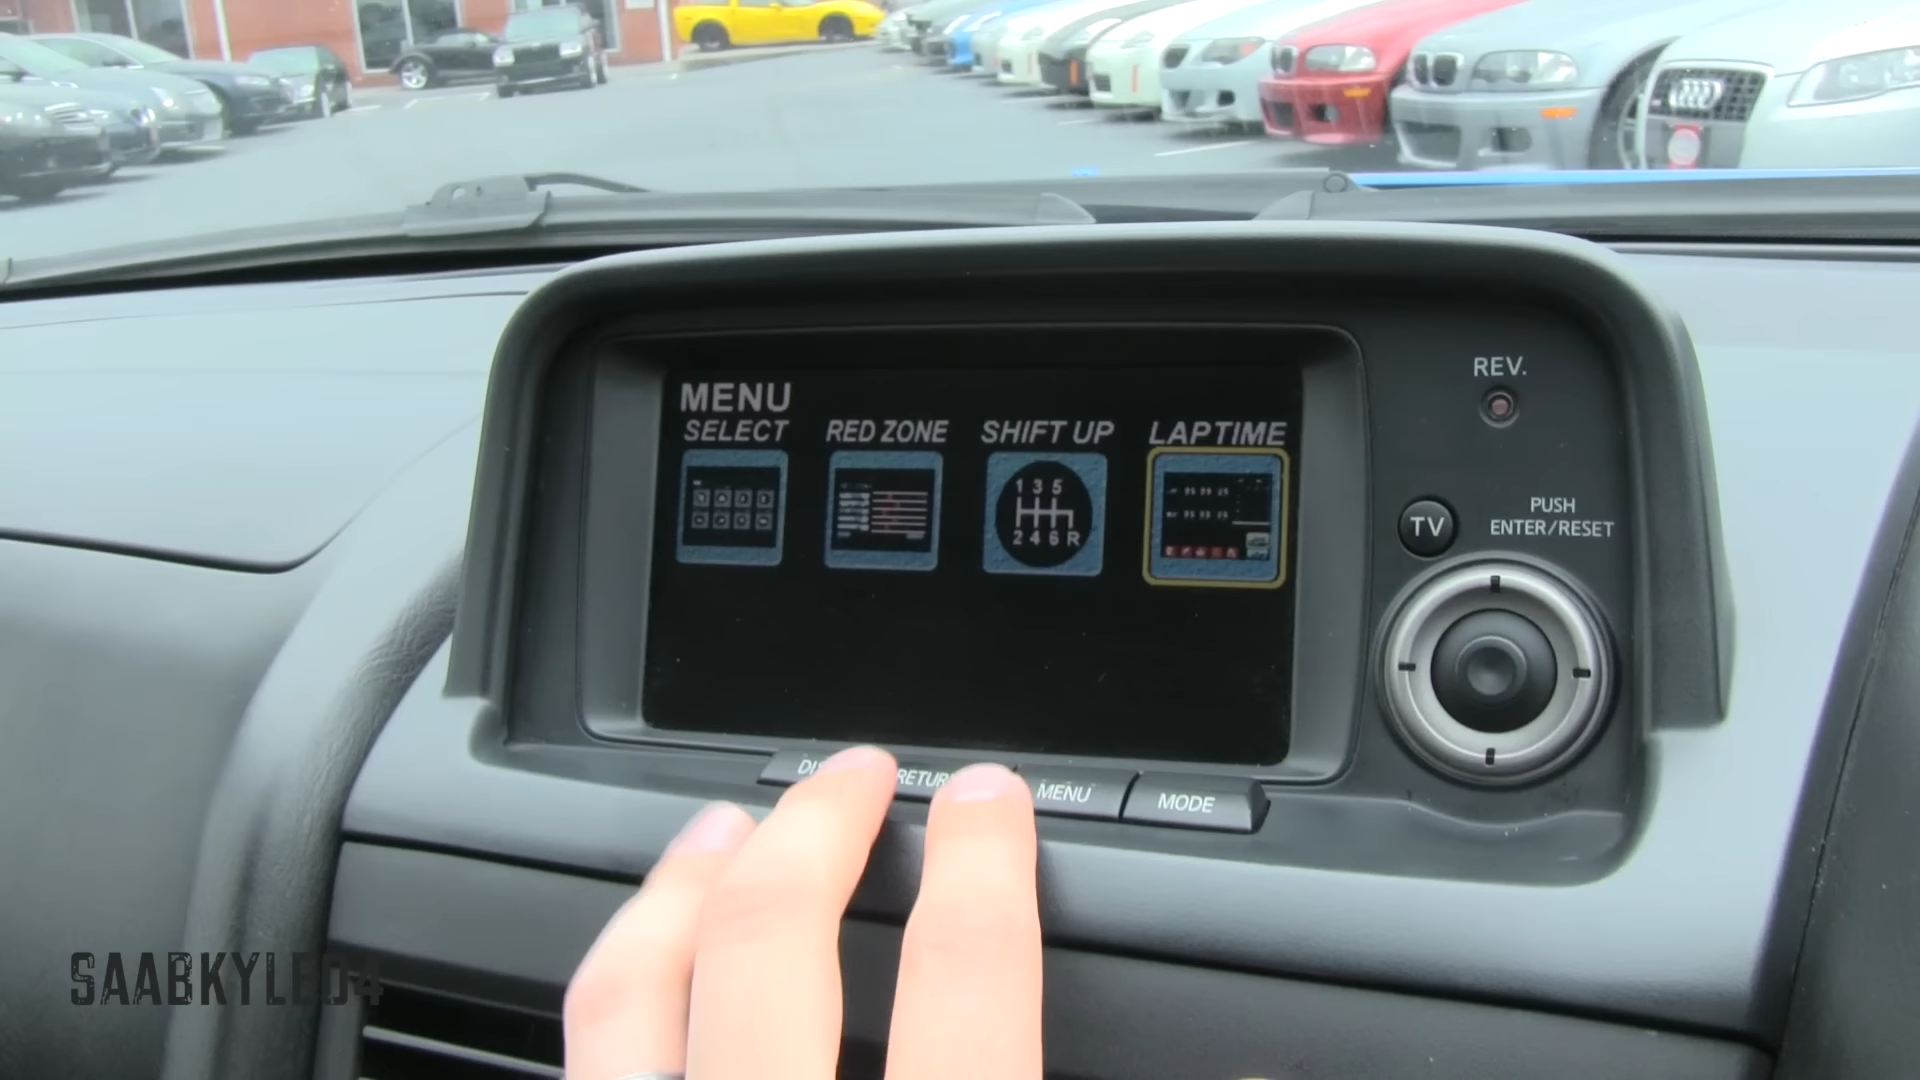 MENU
SELECT
RED ZONE
SHIFT UP
LAPTIME
1 3 5
2 4 6 R
REV.
TV
PUSH
ENTER/RESET
RETURN
MENU
MODE
SAABKYLE04